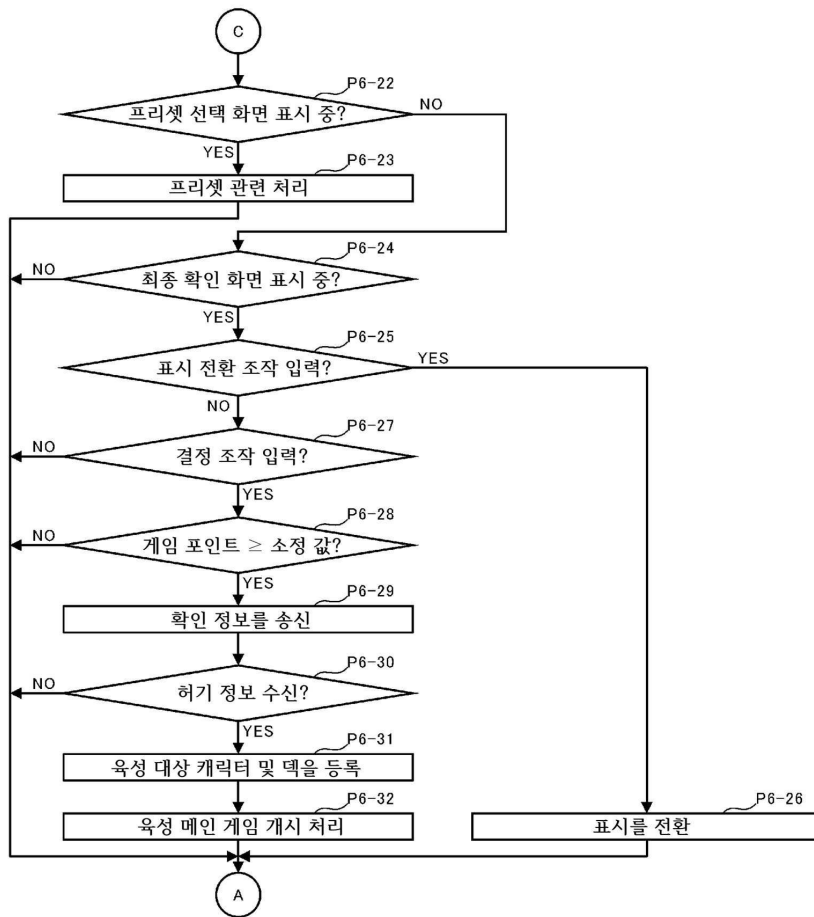 C
P6-22
프리셋 선택 화면 표시 중?
NO
YES
P6-23
프리셋 관련 처리
P6-24
NO
최종 확인 화면 표시 중?
YES
P6-25
표시 전환 조작 입력?
YES
NO
P6-27
NO
결정 조작 입력?
YES
P6-28
NO
게임 포인트 ≥ 소정 값?
YES
P6-29
확인 정보를 송신
P6-30
NO
허기 정보 수신?
YES
P6-31
육성 대상 캐릭터 및 덱을 등록
P6-32
육성 메인 게임 개시 처리
P6-26
표시를 전환
A